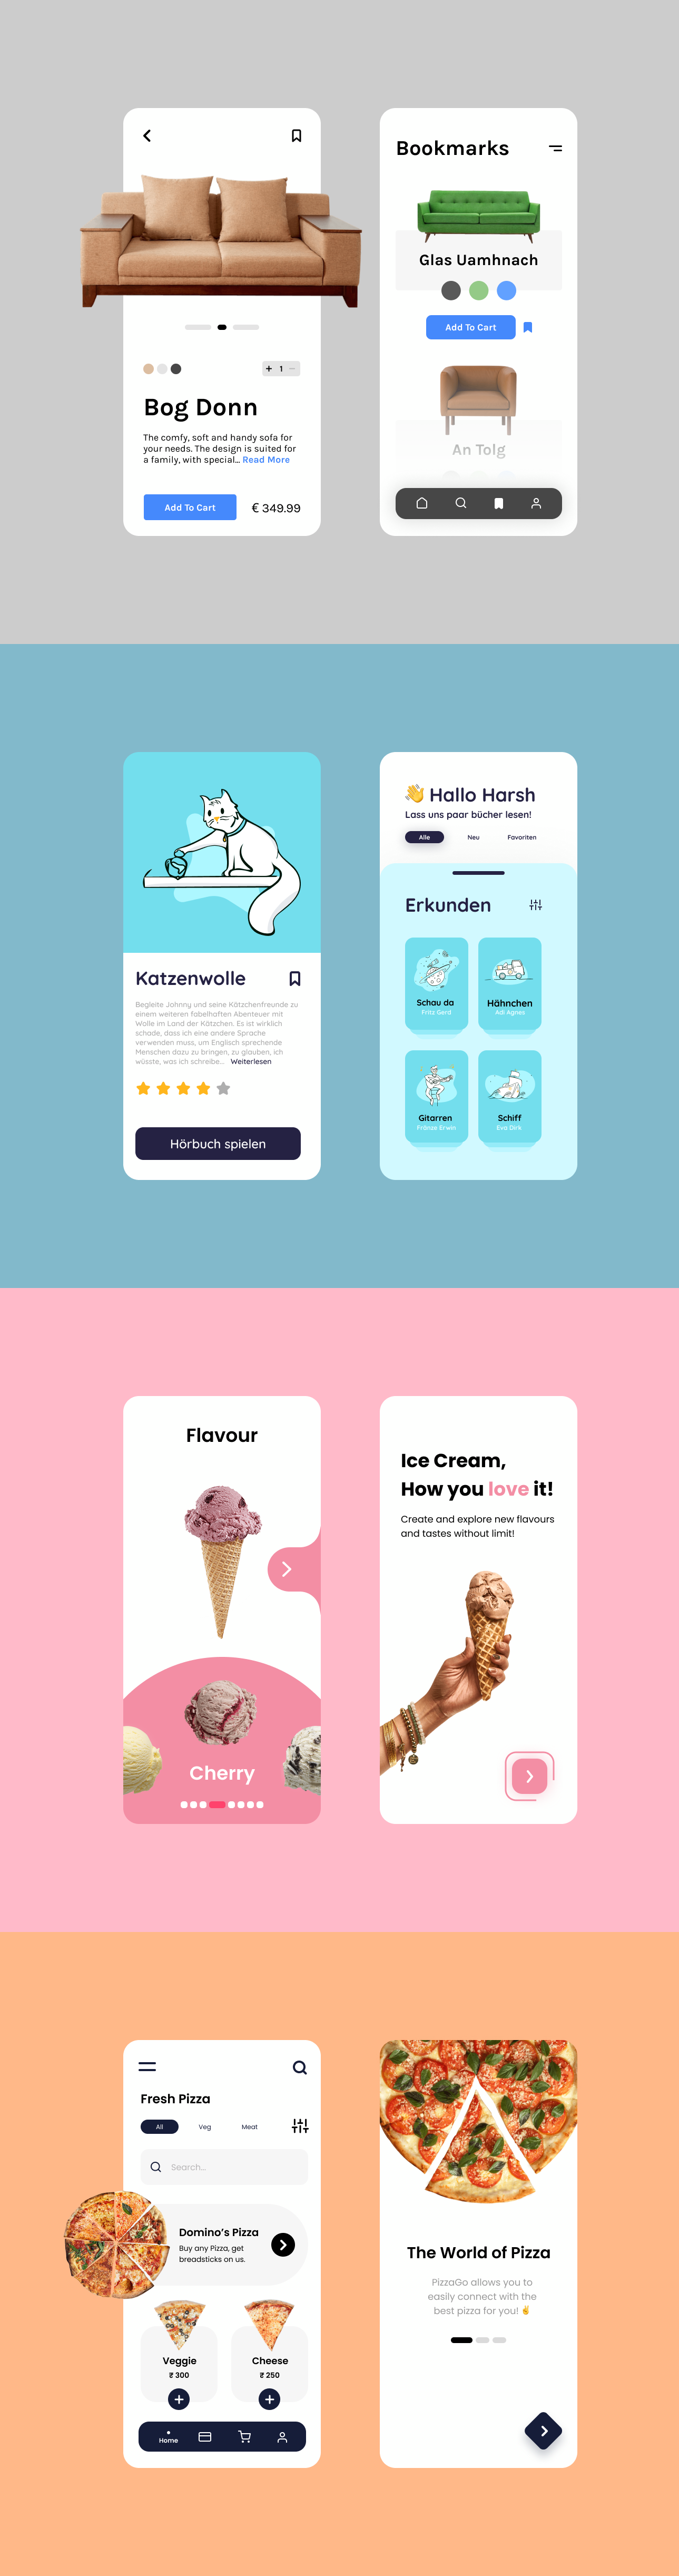 Bookmarks
Glas Uamhnach
Add To Cart
An Tolg
1
Bog Donn
The comfy, soft and handy sofa for
your needs. The design is suited for
a family, with special... Read More
Add To Cart
€ 349.99
Katzenwolle
Begleite Johnny und seine Kätzchenfreunde zu
einem weiteren fabelhaften Abenteuer mit
Wolle im Land der Kätzchen. Es ist wirklich
schade, dass ich eine andere Sprache
verwenden muss, um Englisch sprechende
Menschen dazu zu bringen, zu glauben, ich
wüsste, was ich schreibe... Weiterlesen
Hörbuch spielen
👋 Hallo Harsh
Lass uns paar bücher lesen!
Alle
Neu
Favoriten
Erkunden
Schau da
Fritz Gerd
Hähnchen
Adi Agnes
Gitarren
Fränze Erwin
Schiff
Eva Dirk
Flavour
Cherry
Ice Cream,
How you love it!
Create and explore new flavours
and tastes without limit!
Fresh Pizza
All
Veg
Meat
Search...
Domino's Pizza
Buy any Pizza, get
breadsticks on us.
Veggie
₹ 300
Cheese
₹ 250
Home
The World of Pizza
PizzaGo allows you to
easily connect with the
best pizza for you! ✌